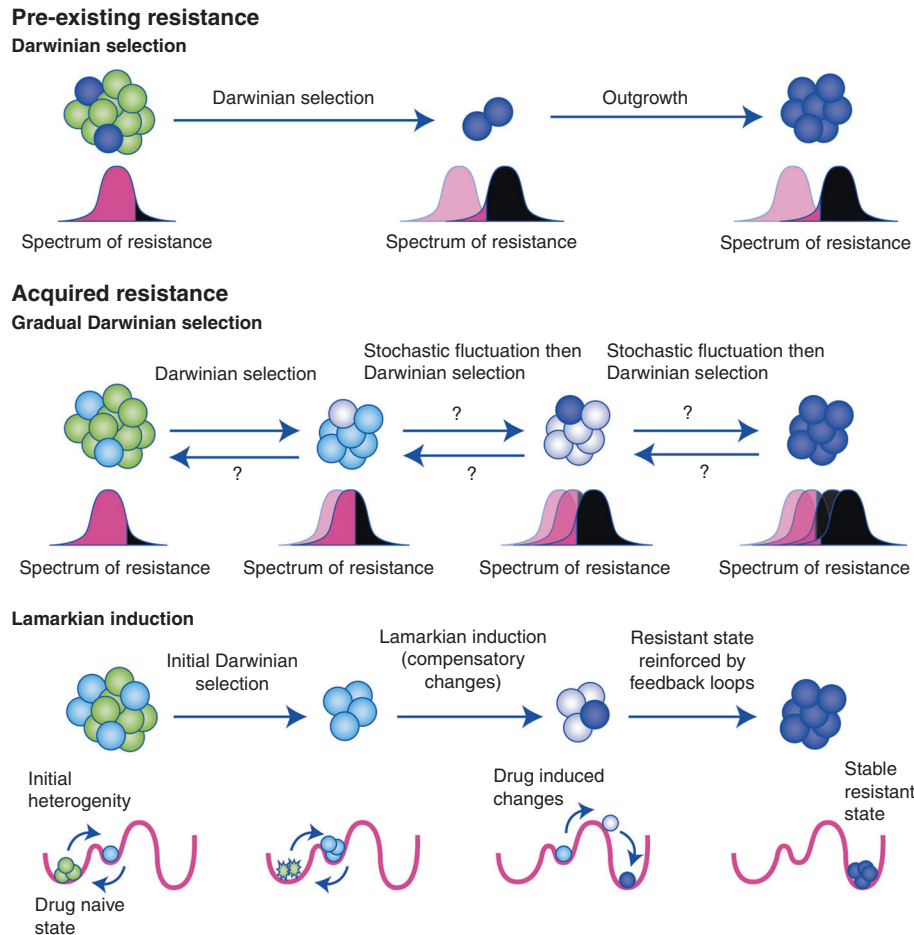 Pre-existing resistance
Darwinian selection
Darwinian selection
Outgrowth
Spectrum of resistance
Spectrum of resistance
Spectrum of resistance
Acquired resistance
Gradual Darwinian selection
Darwinian selection
Stochastic fluctuation then
Darwinian selection
Stochastic fluctuation then
Darwinian selection
?
?
?
?
?
Spectrum of resistance
Spectrum of resistance
Spectrum of resistance
Spectrum of resistance
Lamarkian induction
Initial Darwinian
selection
Lamarkian induction
(compensatory
changes)
Resistant state
reinforced by
feedback loops
Initial
heterogenity
Drug induced
changes
Stable
resistant
state
Drug naive
state